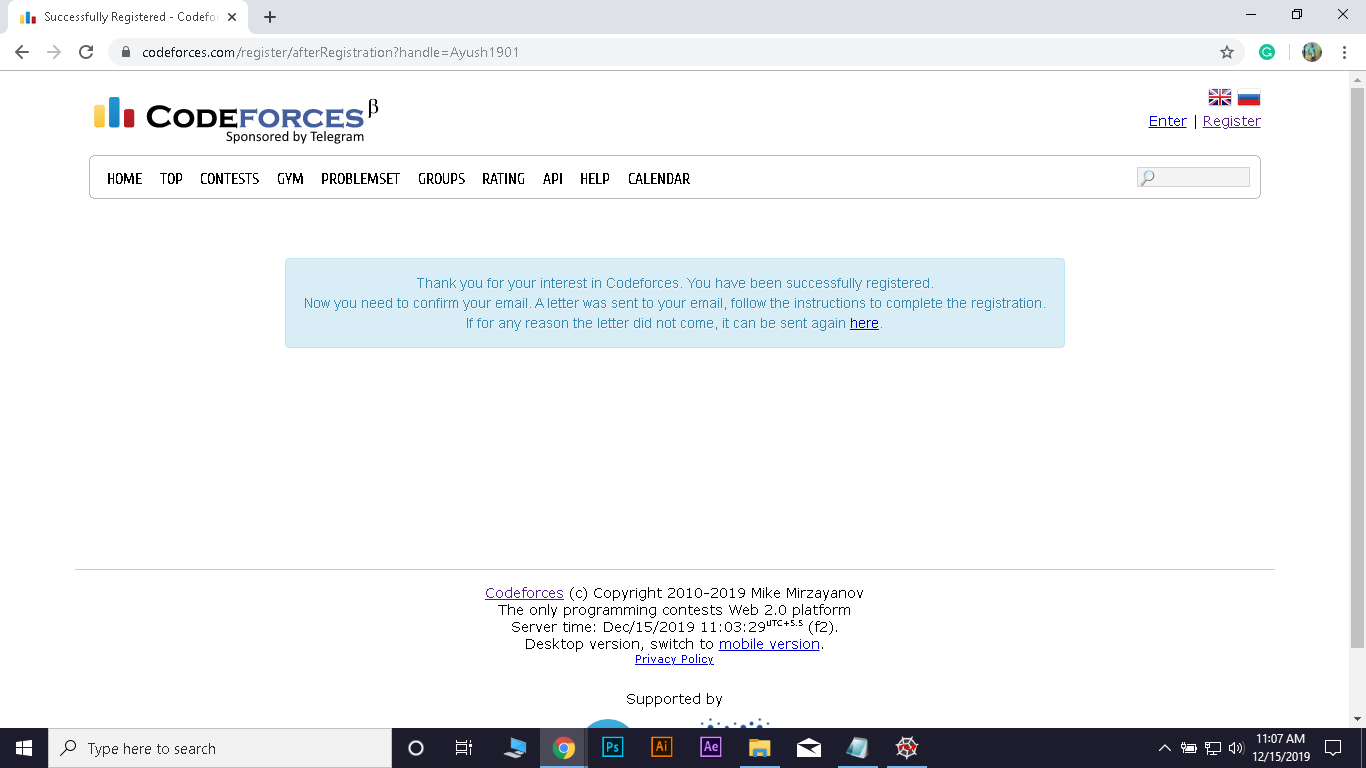 Successfully Registered - Codefo
codeforces.com/register/afterRegistration?handle=Ayush1901
CODEFORCES β
Sponsored by Telegram
Enter | Register
HOME TOP CONTESTS GYM PROBLEMSET GROUPS RATING API HELP CALENDAR
Thank you for your interest in Codeforces. You have been successfully registered.
Now you need to confirm your email. A letter was sent to your email, follow the instructions to complete the registration.
If for any reason the letter did not come, it can be sent again here.
Codeforces (c) Copyright 2010-2019 Mike Mirzayanov
The only programming contests Web 2.0 platform
Server time: Dec/15/2019 11:03:29 UTC+5.5 (f2).
Desktop version, switch to mobile version.
Privacy Policy
Supported by
Type here to search
Ps
Ai
Ae
11:07 AM
12/15/2019